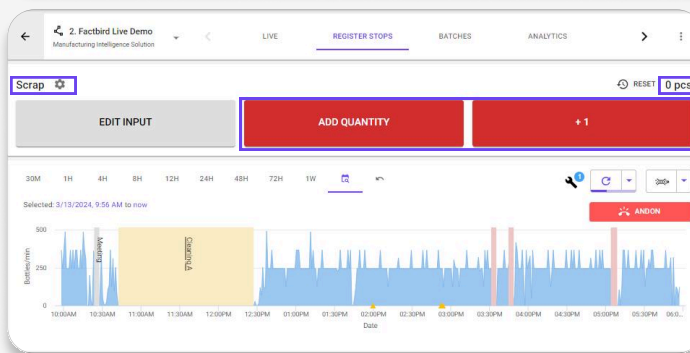 2. Factbird Live Demo
Manufacturing Intelligence Solution
LIVE
REGISTER STOPS
BATCHES
ANALYTICS
Scrap
RESET
0 pcs
EDIT INPUT
ADD QUANTITY
+ 1
30M 1H 4H 8H 12H 24H 48H 72H 1W
1
Selected: 3/13/2024, 9:56 AM to now
ANDON
Bottles/min
500
250
0
Meeting
Cleaning A
10:00AM 10:30AM 11:00AM 11:30AM 12:00PM 12:30PM 01:00PM 01:30PM 02:00PM 02:30PM 03:00PM 03:30PM 04:00PM 04:30PM 05:00PM 05:30PM 06:0...
Date